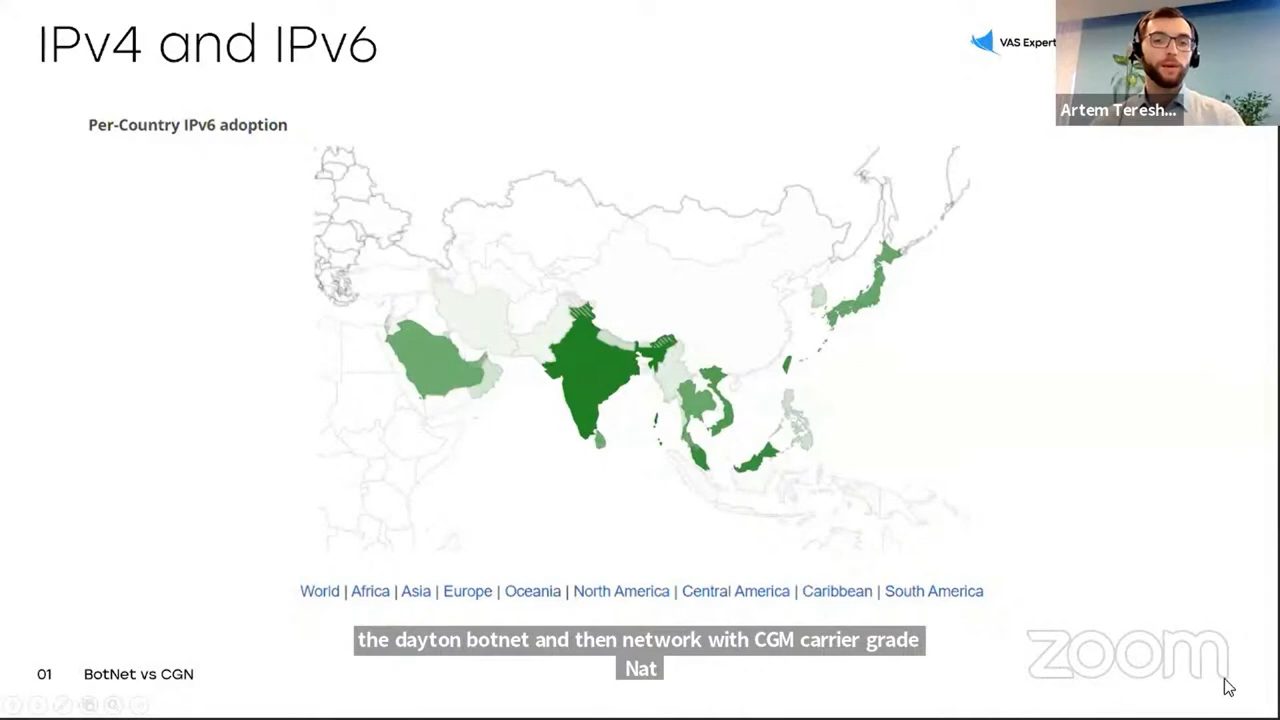 IPv4 and IPv6
VAS Expert
Artem Teresh...
Per-Country IPv6 adoption
World | Africa | Asia | Europe | Oceania | North America | Central America | Caribbean | South America
the dayton botnet and then network with CGM carrier grade
Nat
zoom
01 BotNet vs CGN